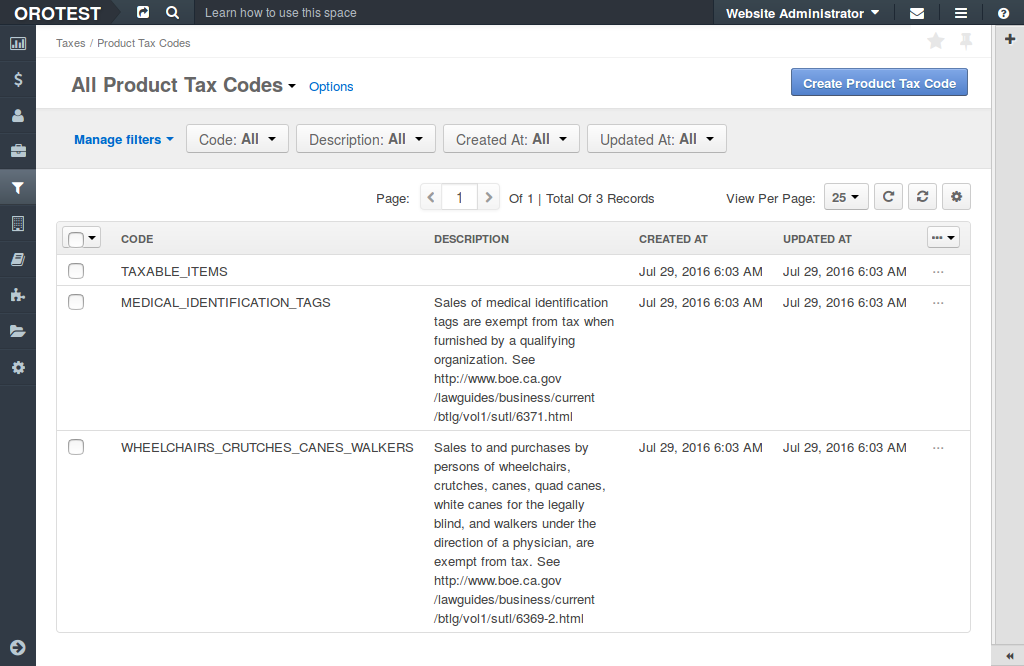 OROTEST Learn how to use this space Website Administrator
Taxes / Product Tax Codes
All Product Tax Codes Options Create Product Tax Code
Manage filters Code: All Description: All Created At: All Updated At: All
Page: 1 Of 1 | Total Of 3 Records View Per Page: 25
CODE DESCRIPTION CREATED AT UPDATED AT
TAXABLE_ITEMS Jul 29, 2016 6:03 AM Jul 29, 2016 6:03 AM ...
MEDICAL_IDENTIFICATION_TAGS Sales of medical identification Jul 29, 2016 6:03 AM Jul 29, 2016 6:03 AM ...
tags are exempt from tax when
furnished by a qualifying
organization. See
http://www.boe.ca.gov
/lawguides/business/current
/btlg/vol1/sutl/6371.html
WHEELCHAIRS_CRUTCHES_CANES_WALKERS Sales to and purchases by Jul 29, 2016 6:03 AM Jul 29, 2016 6:03 AM ...
persons of wheelchairs,
crutches, canes, quad canes,
white canes for the legally
blind, and walkers under the
direction of a physician, are
exempt from tax. See
http://www.boe.ca.gov
/lawguides/business/current
/btlg/vol1/sutl/6369-2.html